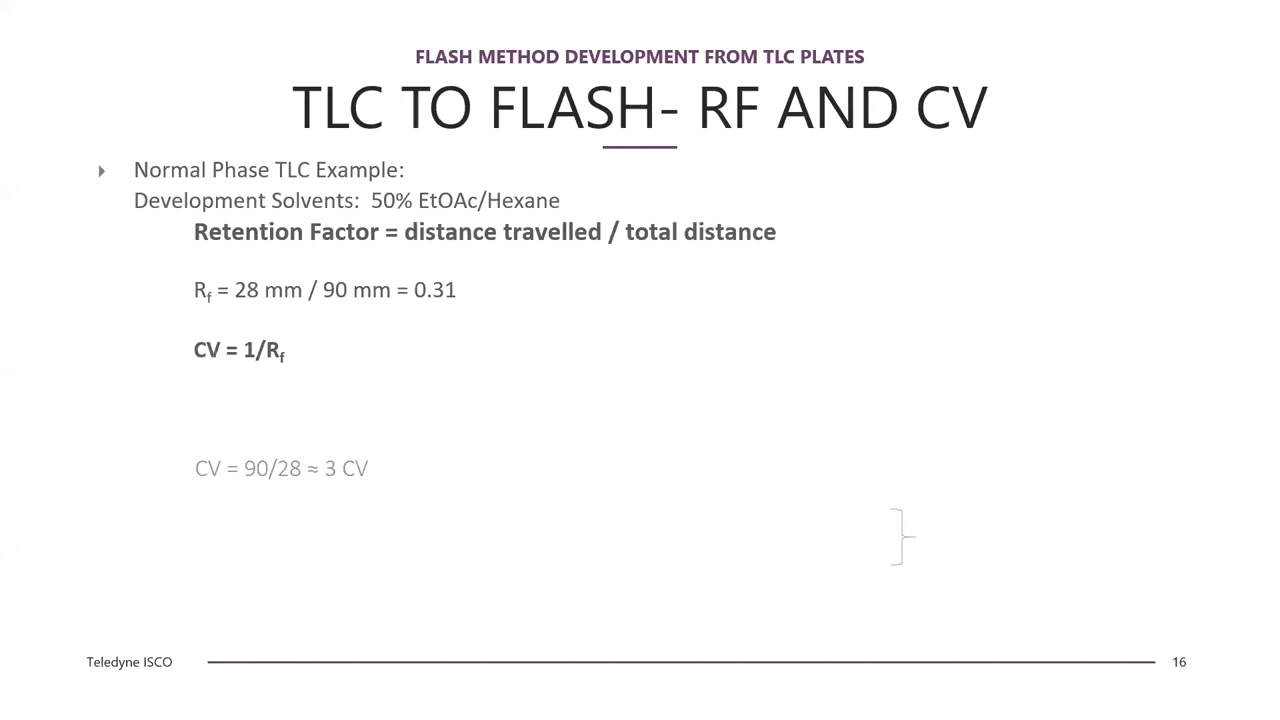 FLASH METHOD DEVELOPMENT FROM TLC PLATES
TLC TO FLASH- RF AND CV
Normal Phase TLC Example:
Development Solvents:  50% EtOAc/Hexane
Retention Factor = distance travelled / total distance
Rf = 28 mm / 90 mm = 0.31
CV = 1/Rf
CV = 90/28 ≈ 3 CV
Teledyne ISCO
16